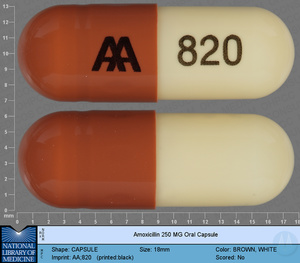 AA 820
mm
Amoxicillin 250 MG Oral Capsule
NATIONAL
LIBRARY OF
MEDICINE
Shape: CAPSULE Size: 18mm Color: BROWN, WHITE
Imprint: AA;820 (printed;black) Scored: No